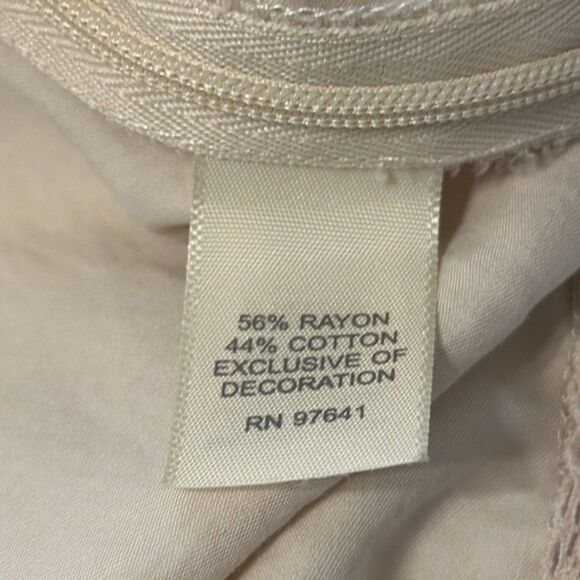 56% RAYON
44% COTTON
EXCLUSIVE OF
DECORATION
RN 97641